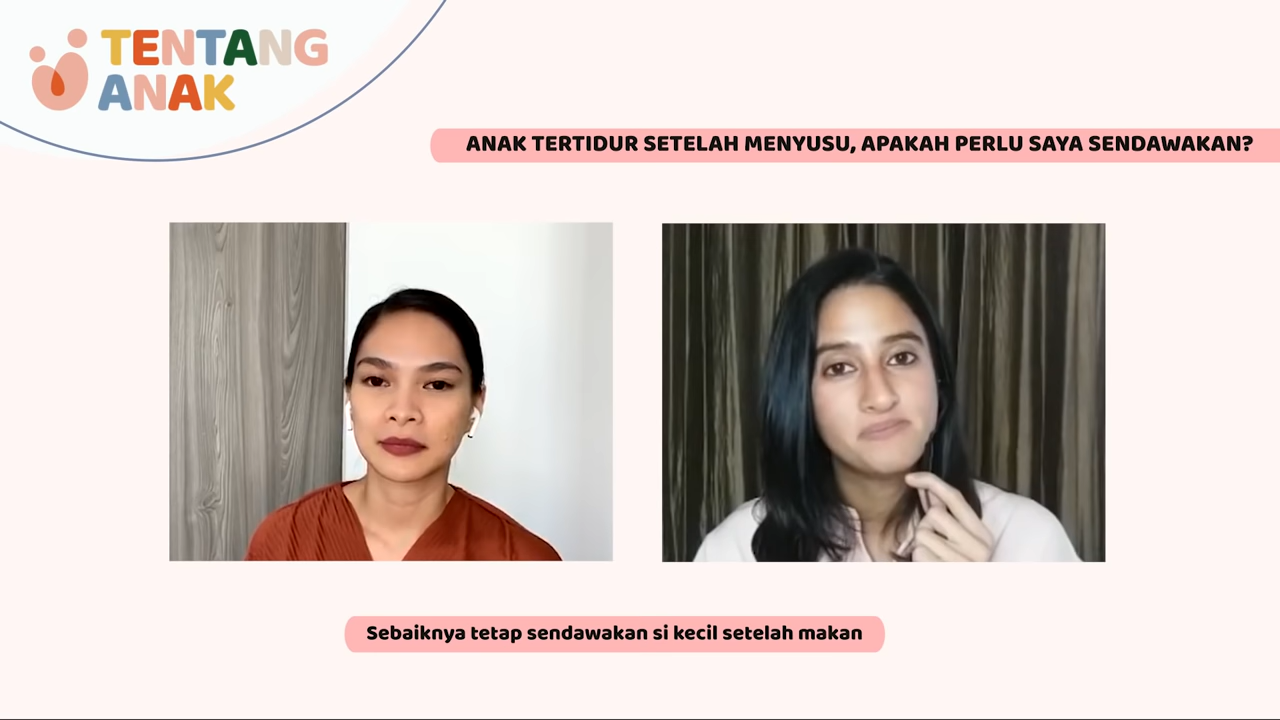 TENTANG
ANAK
ANAK TERTIDUR SETELAH MENYUSU, APAKAH PERLU SAYA SENDAWAKAN?
Sebaiknya tetap sendawakan si kecil setelah makan